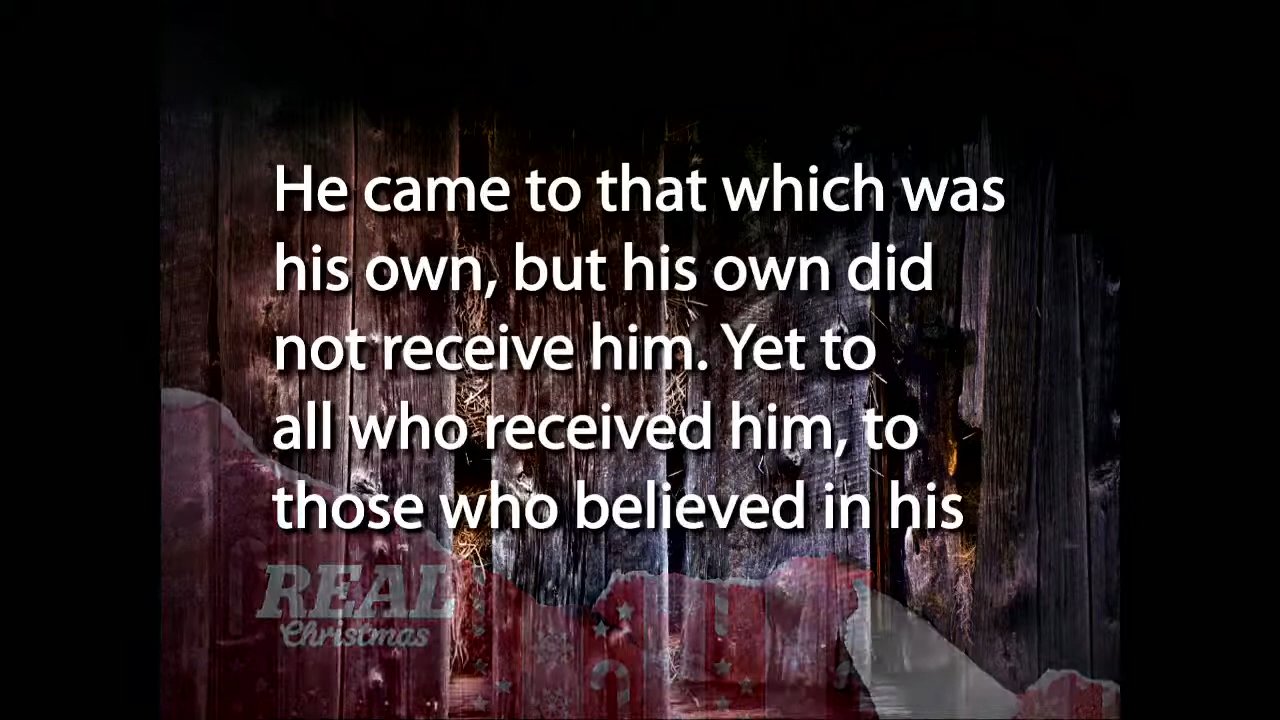 He came to that which was
his own, but his own did
not receive him. Yet to
all who received him, to
those who believed in his
REAL
Christmas